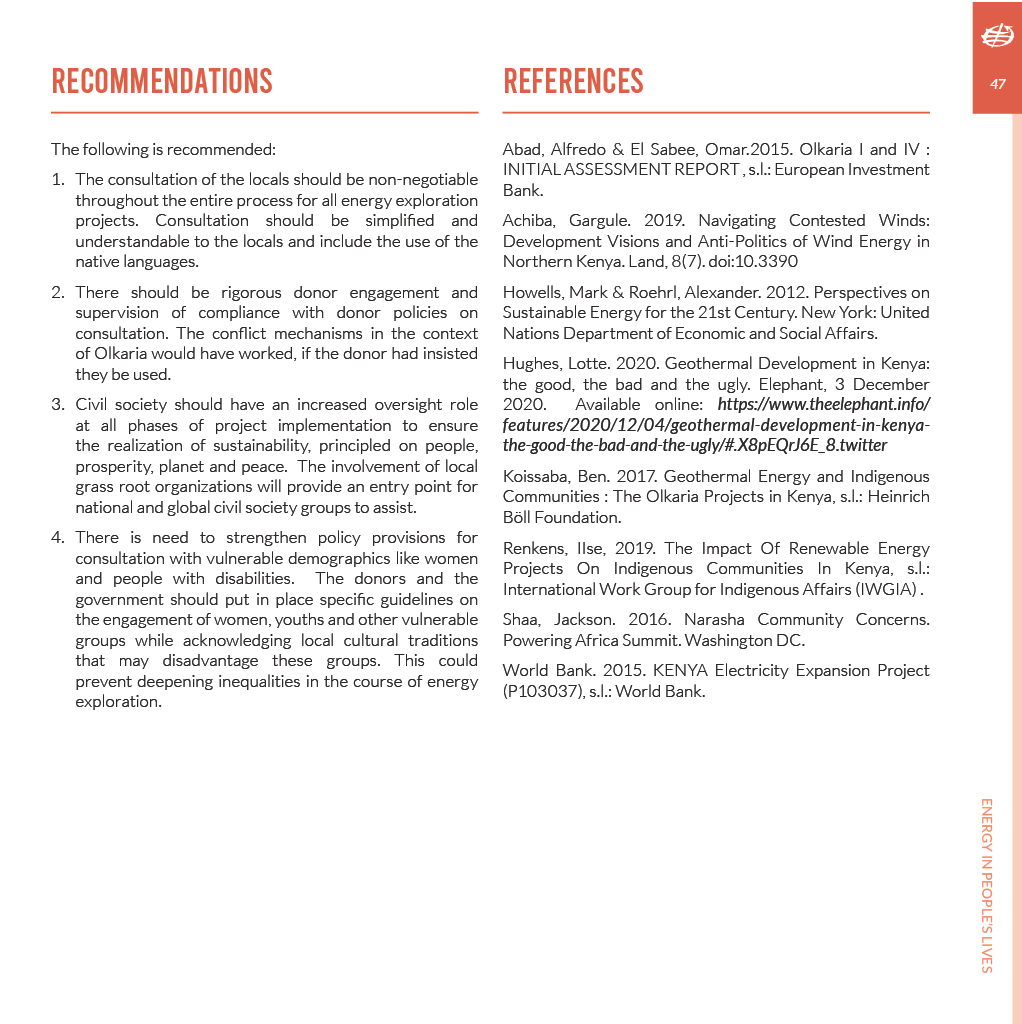 RECOMMENDATIONS
The following is recommended:
1. The consultation of the locals should be non-negotiable
throughout the entire process for all energy exploration
projects. Consultation should be simplified and
understandable to the locals and include the use of the
native languages.
2. There should be rigorous donor engagement and
supervision of compliance with donor policies on
consultation. The conflict mechanisms in the context
of Olkaria would have worked, if the donor had insisted
they be used.
3. Civil society should have an increased oversight role
at all phases of project implementation to ensure
the realization of sustainability, principled on people,
prosperity, planet and peace. The involvement of local
grass root organizations will provide an entry point for
national and global civil society groups to assist.
4. There is need to strengthen policy provisions for
consultation with vulnerable demographics like women
and people with disabilities. The donors and the
government should put in place specific guidelines on
the engagement of women, youths and other vulnerable
groups while acknowledging local cultural traditions
that may disadvantage these groups. This could
prevent deepening inequalities in the course of energy
exploration.
REFERENCES
Abad, Alfredo & El Sabee, Omar.2015. Olkaria I and IV :
INITIAL ASSESSMENT REPORT , s.l.: European Investment
Bank.
Achiba, Gargule. 2019. Navigating Contested Winds:
Development Visions and Anti-Politics of Wind Energy in
Northern Kenya. Land, 8(7). doi:10.3390
Howells, Mark & Roehrl, Alexander. 2012. Perspectives on
Sustainable Energy for the 21st Century. New York: United
Nations Department of Economic and Social Affairs.
Hughes, Lotte. 2020. Geothermal Development in Kenya:
the good, the bad and the ugly. Elephant, 3 December
2020. Available online: https://www.theelephant.info/
features/2020/12/04/geothermal-development-in-kenya-
the-good-the-bad-and-the-ugly/#.X8pEQrJ6E_8.twitter
Koissaba, Ben. 2017. Geothermal Energy and Indigenous
Communities : The Olkaria Projects in Kenya, s.l.: Heinrich
Böll Foundation.
Renkens, Ilse, 2019. The Impact Of Renewable Energy
Projects On Indigenous Communities In Kenya, s.l.:
International Work Group for Indigenous Affairs (IWGIA) .
Shaa, Jackson. 2016. Narasha Community Concerns.
Powering Africa Summit. Washington DC.
World Bank. 2015. KENYA Electricity Expansion Project
(P103037), s.l.: World Bank.
47
ENERGY IN PEOPLE'S LIVES